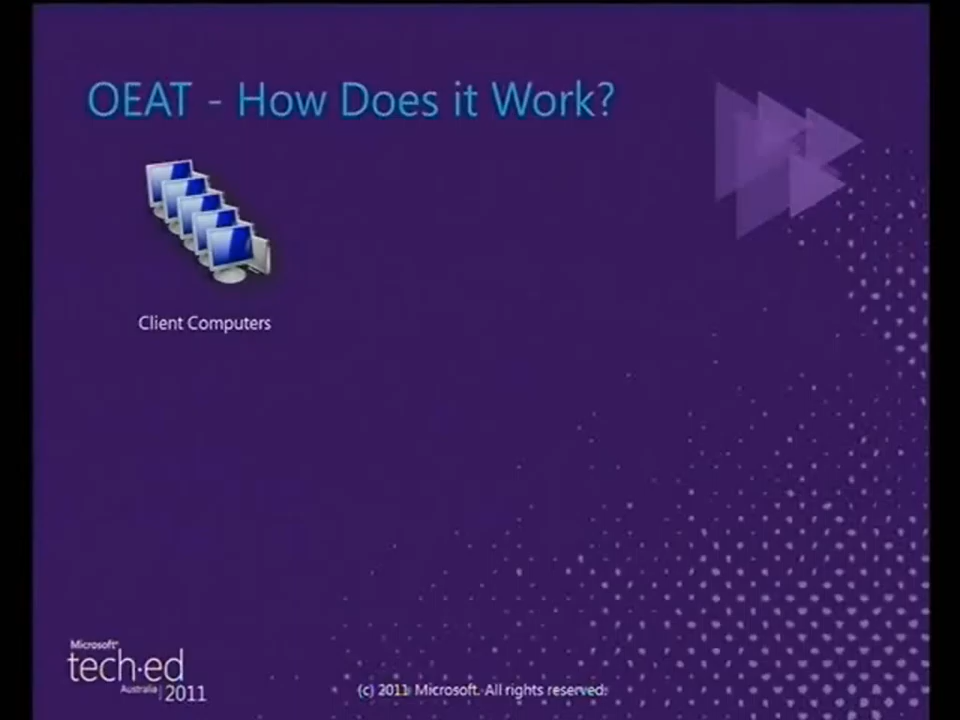 OEAT - How Does it Work?
Client Computers
Microsoft
tech·ed
Australia 2011
(c) 2011 Microsoft. All rights reserved.